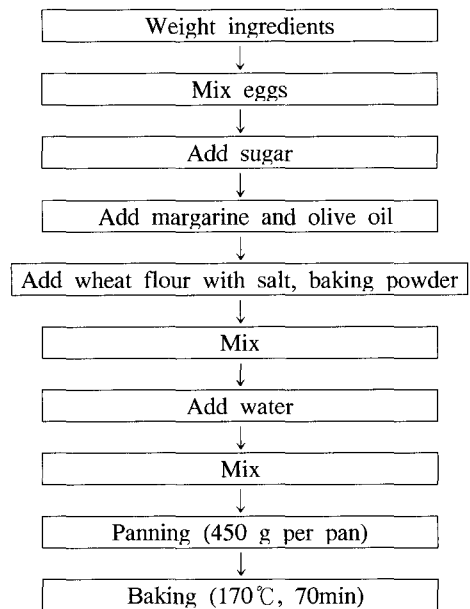 Weight ingredients
Mix eggs
Add sugar
Add margarine and olive oil
Add wheat flour with salt, baking powder
Mix
Add water
Mix
Panning (450 g per pan)
Baking (170℃, 70min)